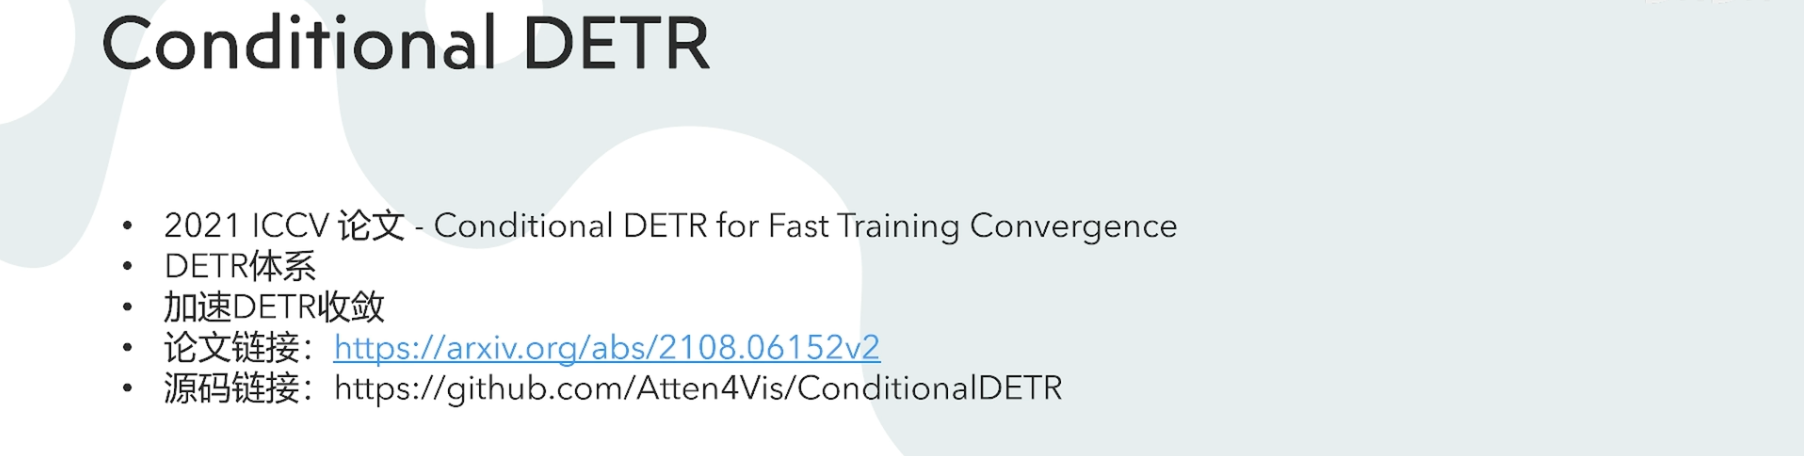 Conditional DETR
• 2021 ICCV 论文 - Conditional DETR for Fast Training Convergence
• DETR体系
• 加速DETR收敛
• 论文链接：https://arxiv.org/abs/2108.06152v2
• 源码链接：https://github.com/Atten4Vis/ConditionalDETR